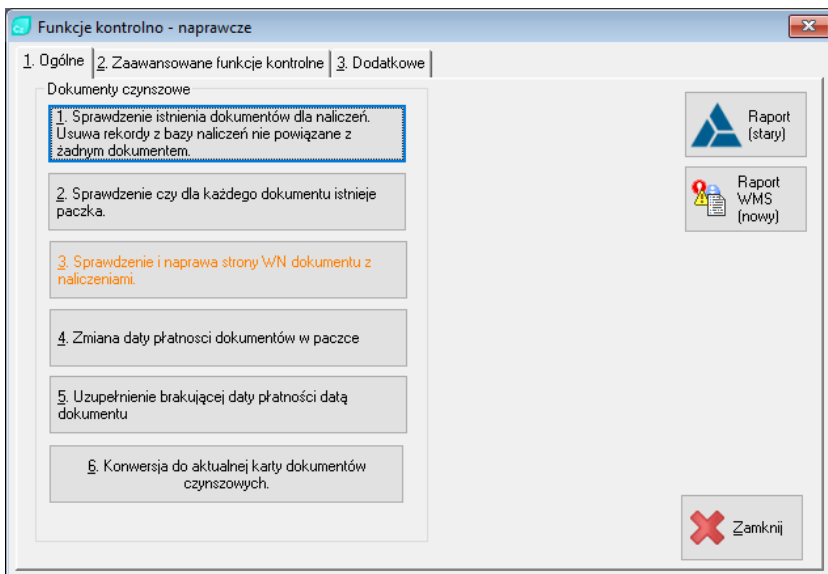 Funkcje kontrolno - naprawcze
1. Ogólne 2. Zaawansowane funkcje kontrolne 3. Dodatkowe
Dokumenty czynszowe
1. Sprawdzenie istnienia dokumentów dla naliczeń.
Usuwa rekordy z bazy naliczeń nie powiązane z
żadnym dokumentem.
2. Sprawdzenie czy dla każdego dokumentu istnieje
paczka.
3. Sprawdzenie i naprawa strony WN dokumentu z
naliczeniami.
4. Zmiana daty płatnosci dokumentów w paczce
5. Uzupełnienie brakującej daty płatności datą
dokumentu
6. Konwersja do aktualnej karty dokumentów
czynszowych.
Raport
(stary)
Raport
WMS
(nowy)
Zamknij